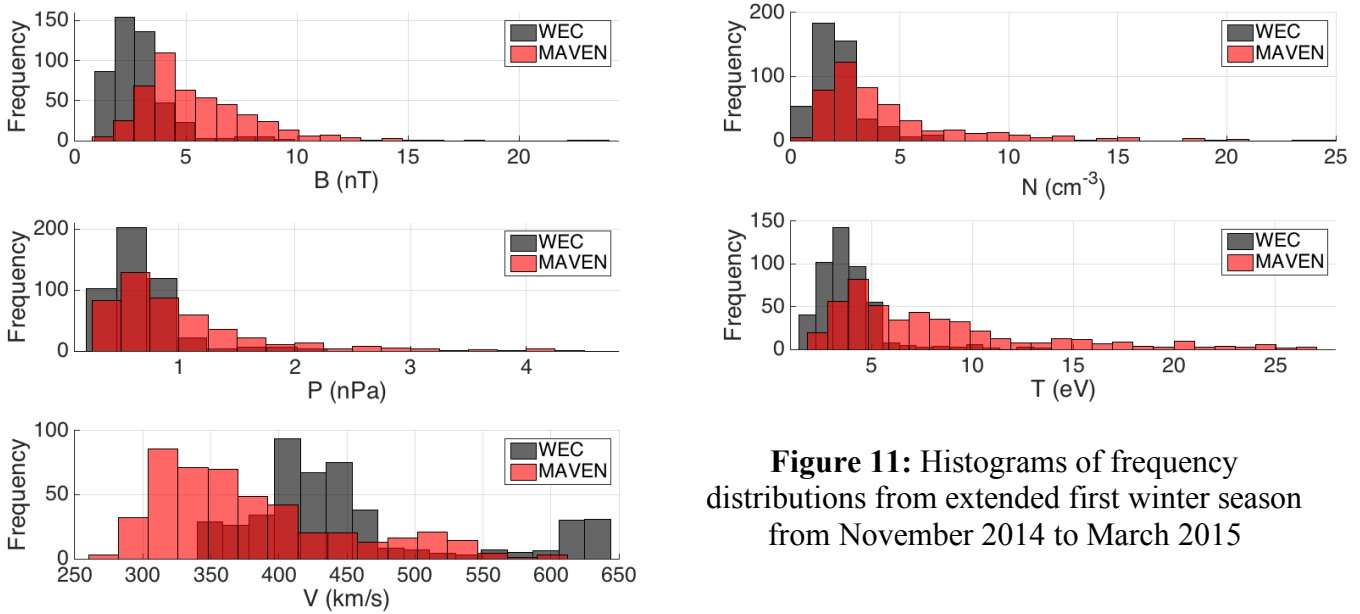 150
100
50
0
Frequency
WEC
MAVEN
0 5 10 15 20
B (nT)
200
100
0
Frequency
WEC
MAVEN
0 5 10 15 20 25
N (cm⁻³)
200
100
0
Frequency
WEC
MAVEN
1 2 3 4
P (nPa)
150
100
50
0
Frequency
WEC
MAVEN
5 10 15 20 25
T (eV)
100
50
0
Frequency
WEC
MAVEN
250 300 350 400 450 500 550 600 650
V (km/s)
Figure 11: Histograms of frequency
distributions from extended first winter season
from November 2014 to March 2015